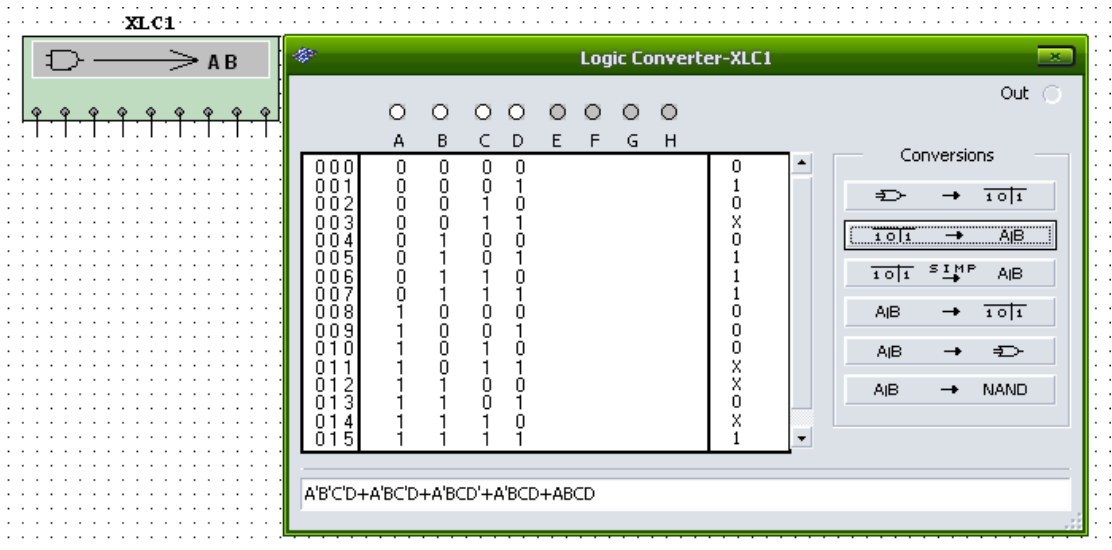 XLC1
A B
Logic Converter-XLC1
Out
A B C D E F G H
000 0 0 0 0 0
001 0 0 0 1 1
002 0 0 1 0 0
003 0 0 1 1 X
004 0 1 0 0 0
005 0 1 0 1 1
006 0 1 1 0 1
007 0 1 1 1 1
008 1 0 0 0 0
009 1 0 0 1 0
010 1 0 1 0 0
011 1 0 1 1 X
012 1 1 0 0 X
013 1 1 0 1 0
014 1 1 1 0 X
015 1 1 1 1 1
Conversions
→ 1 0|1
1 0|1 → A|B
1 0|1 SIMP → A|B
A|B → 1 0|1
A|B →
A|B → NAND
A'B'C'D+A'BC'D+A'BCD'+A'BCD+ABCD